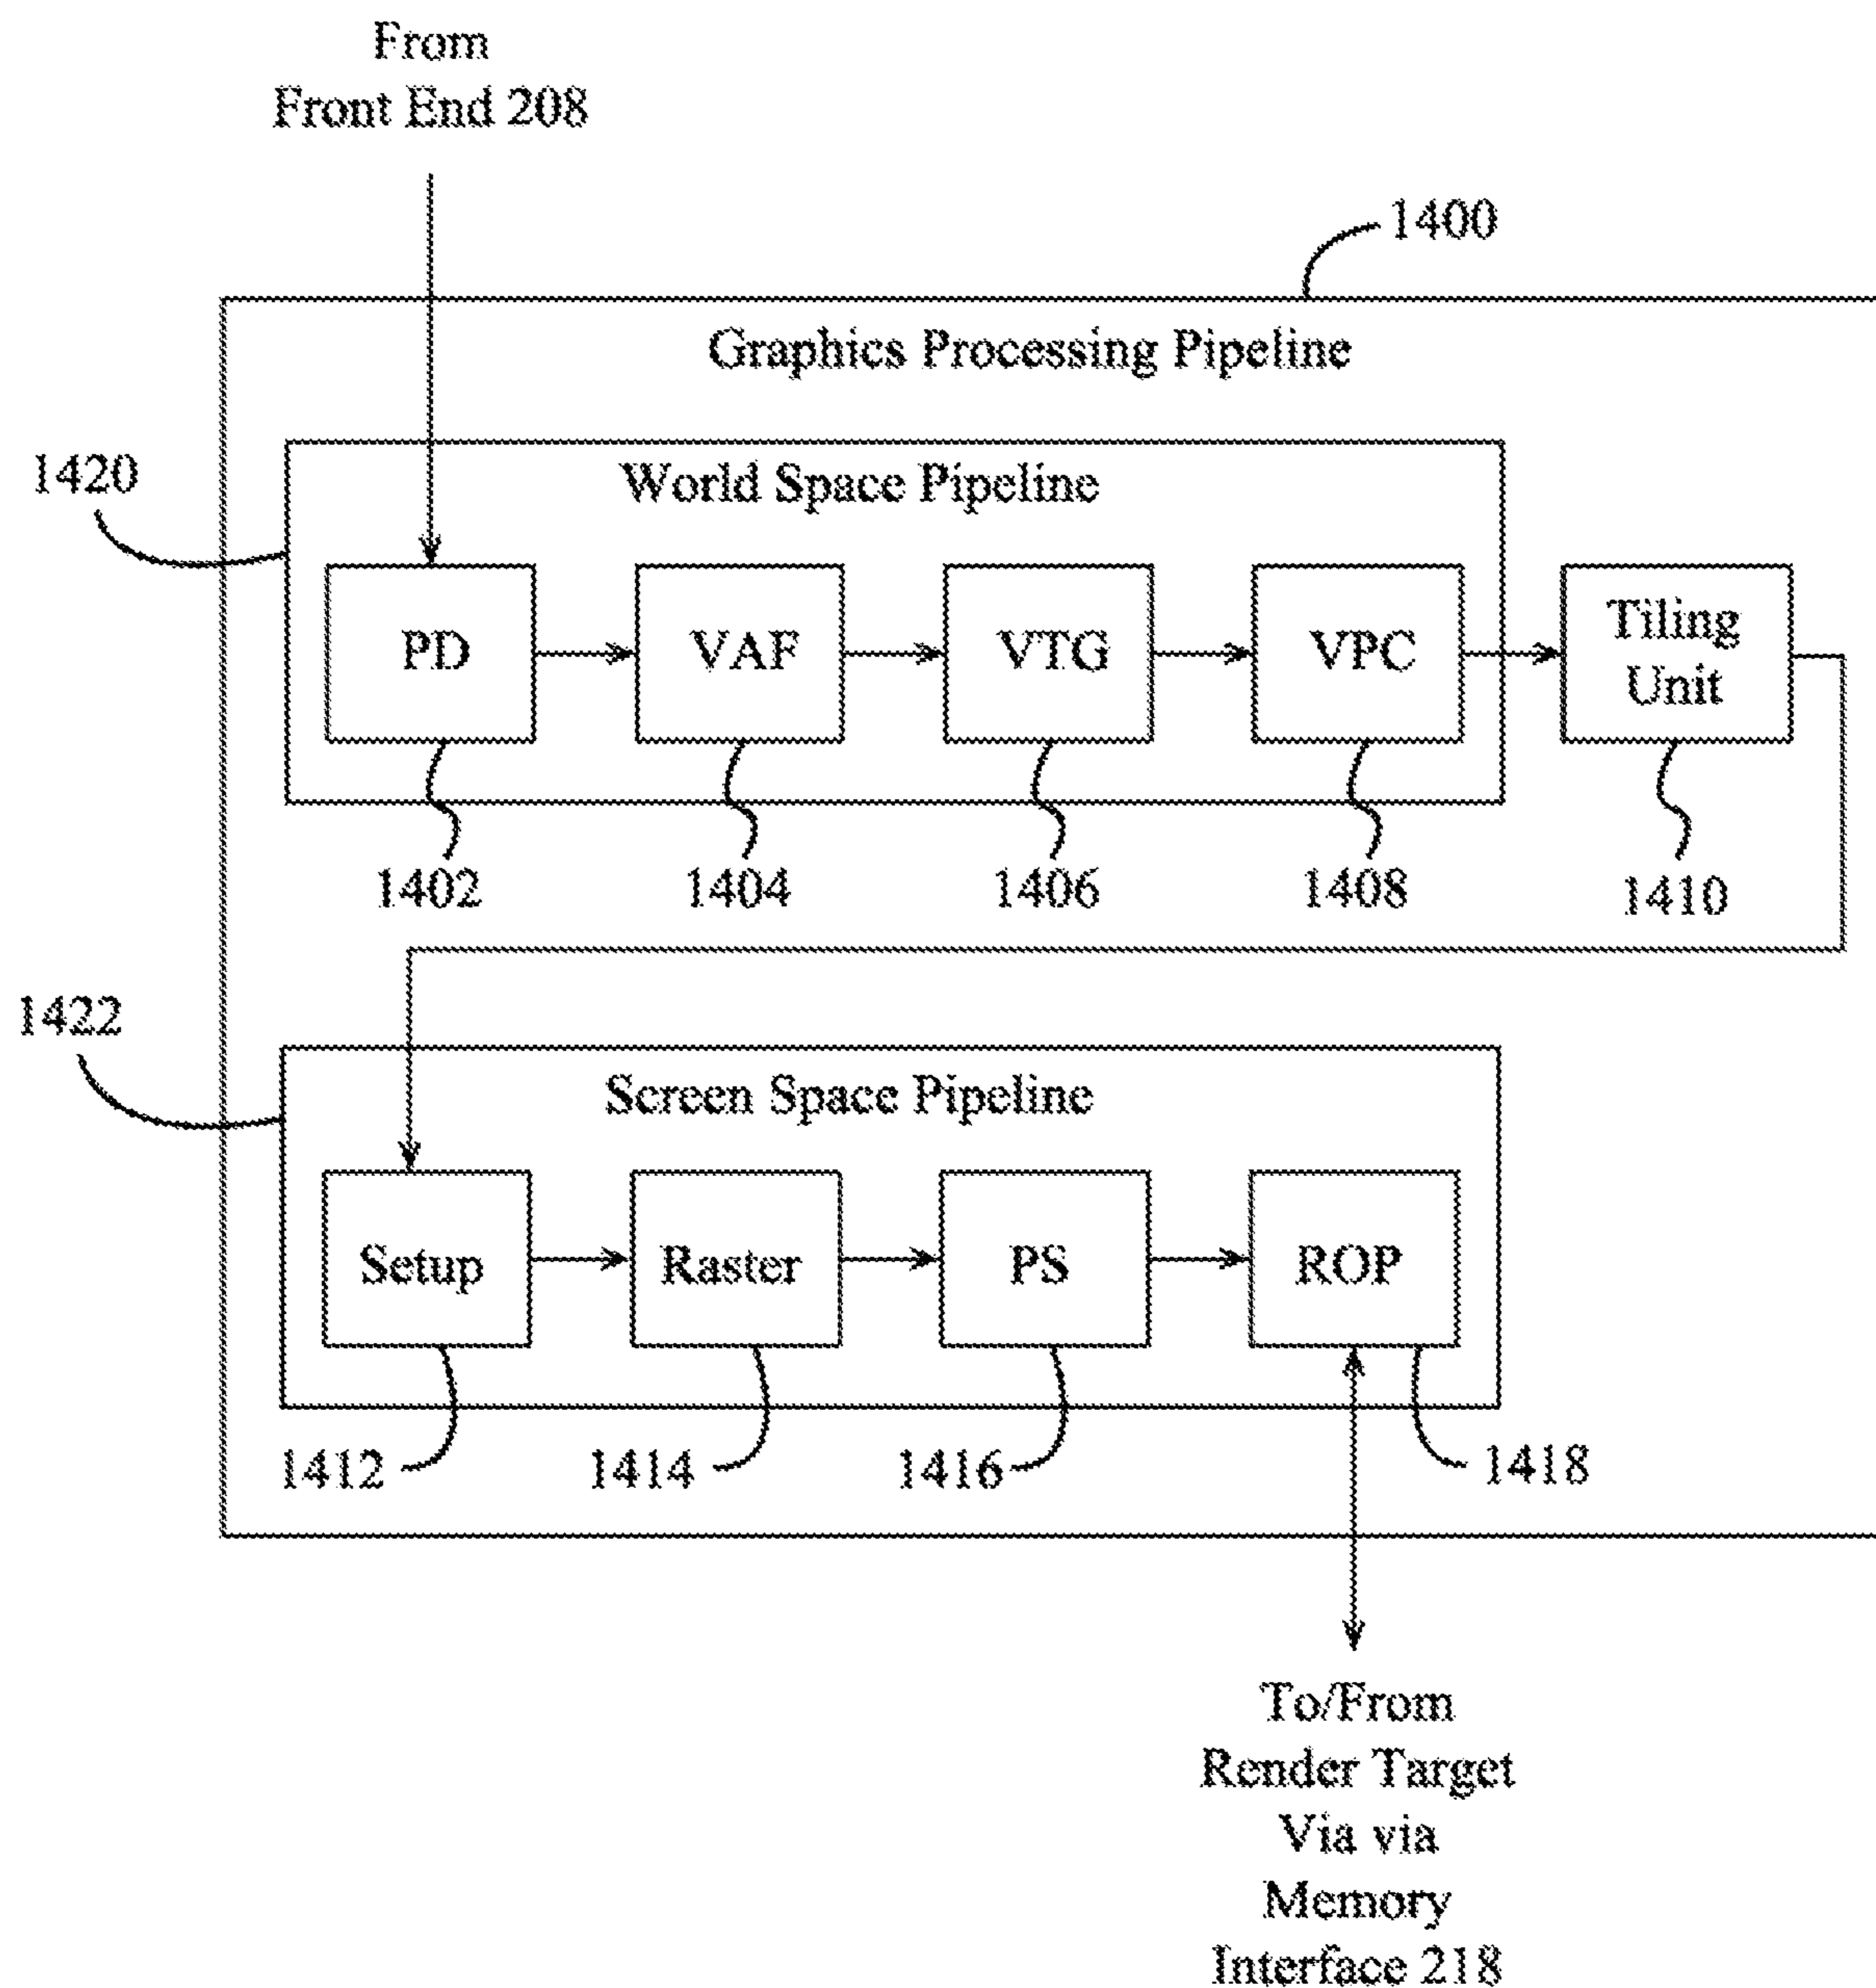 From
Front End 208
1400
Graphics Processing Pipeline
1420
World Space Pipeline
PD
VAF
VTG
VPC
Tiling
Unit
1402
1404
1406
1408
1410
1422
Screen Space Pipeline
Setup
Raster
PS
ROP
1412
1414
1416
1418
To/From
Render Target
Via via
Memory
Interface 218